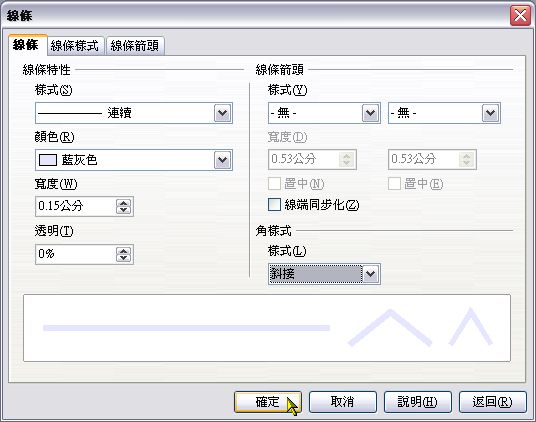 線條
線條 線條樣式 線條箭頭
線條特性
樣式(S)
連續
顏色(R)
藍灰色
寬度(W)
0.15公分
透明(T)
0%
線條箭頭
樣式(Y)
- 無 - - 無 -
寬度(D)
0.53公分 0.53公分
置中(N) 置中(E)
線端同步化(Z)
角樣式
樣式(L)
斜接
確定 取消 說明(H) 返回(R)